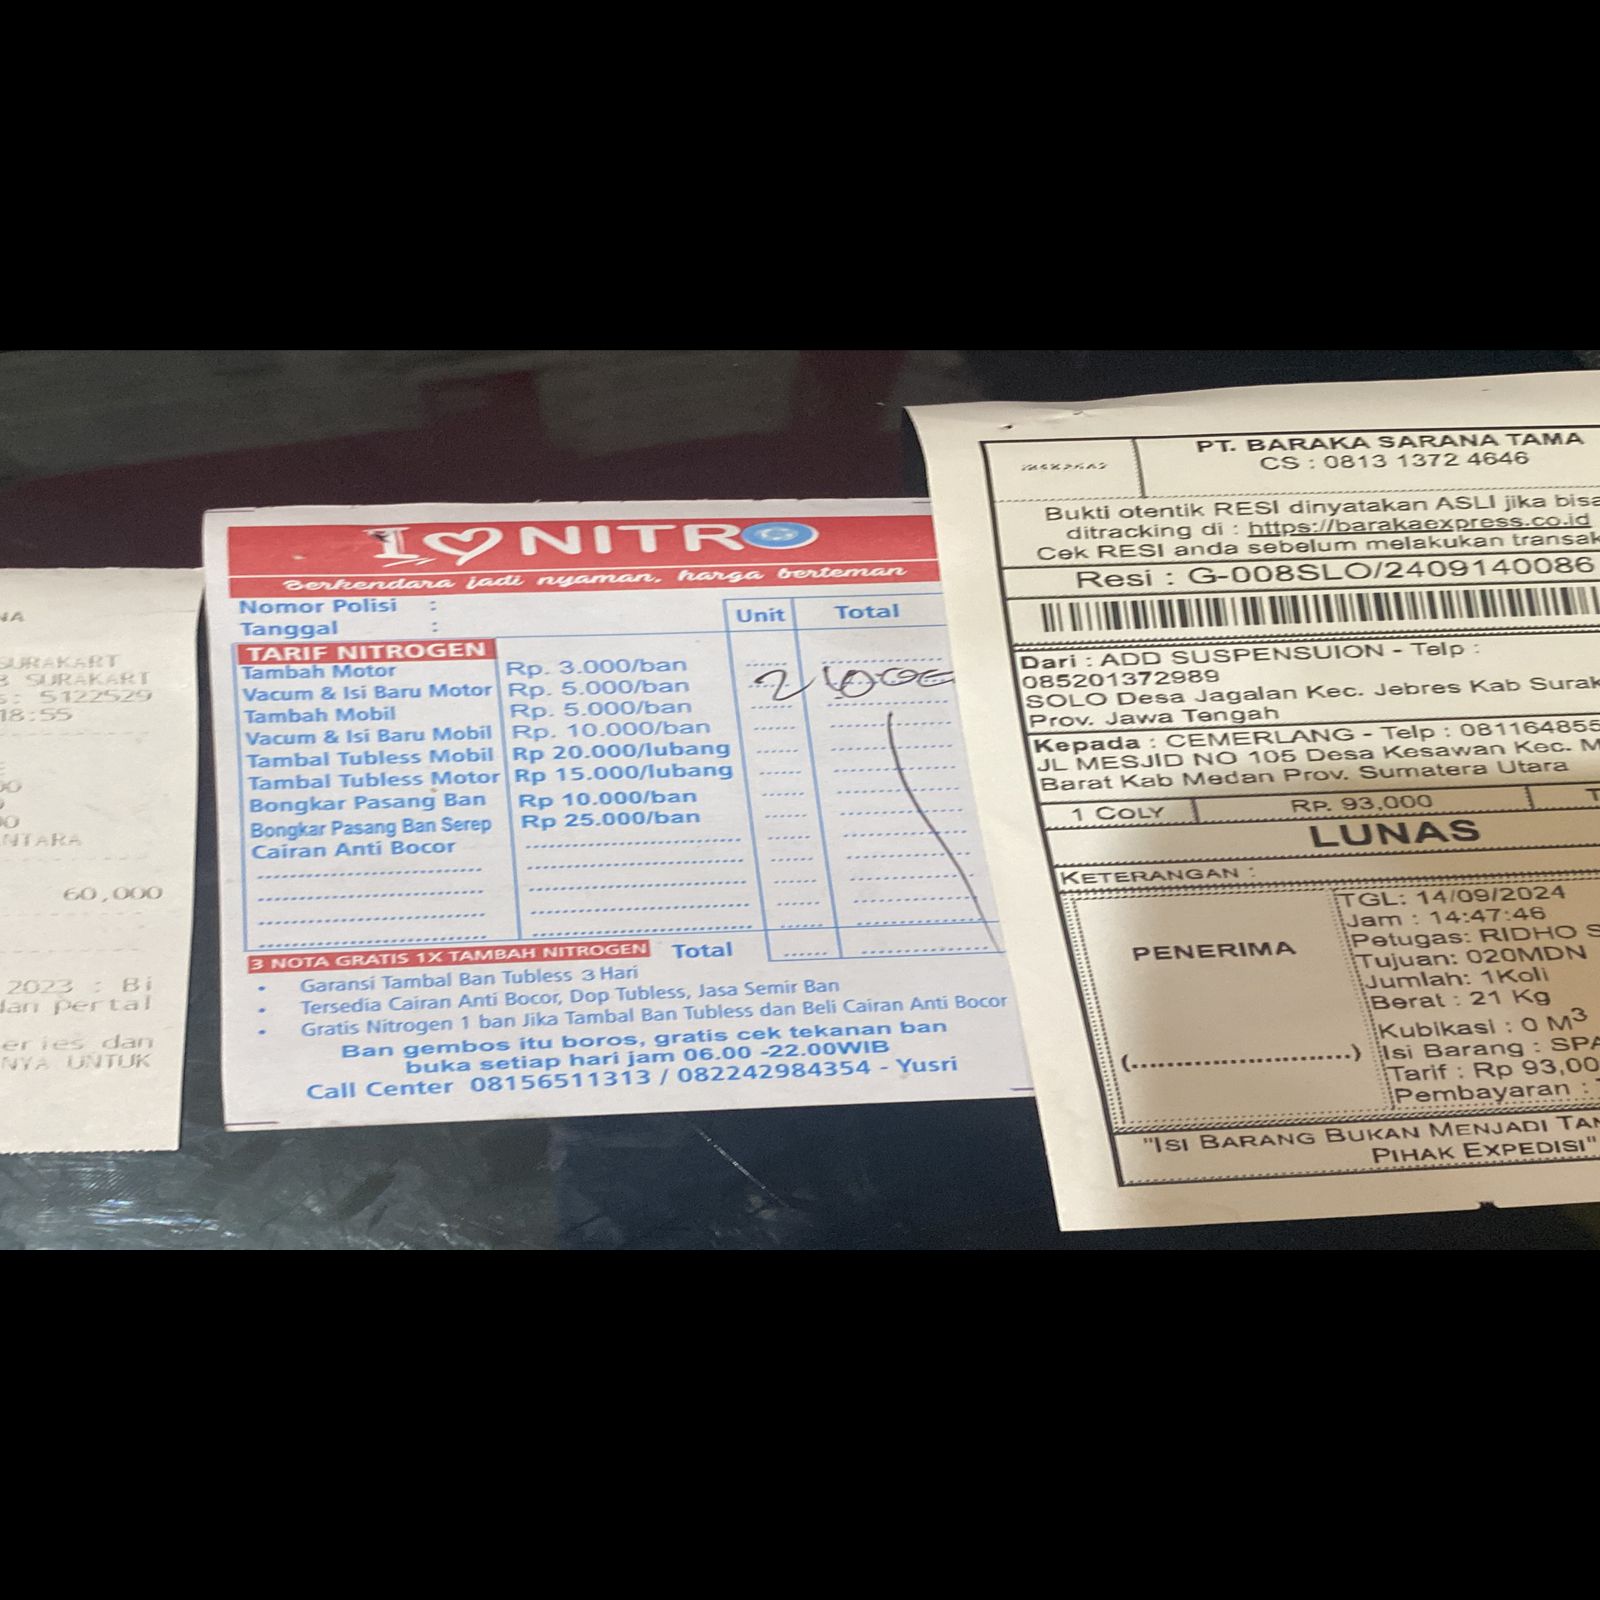 NA
SURAKART
SURAKART
5122529
18:55
NTARA
60,000
2023 : Bi
dan Pertal
eries dan
NYA UNTUK
I NITRO
Berkendara jadi nyaman, harga berteman
Nomor Polisi :
Tanggal :
Unit Total
TARIF NITROGEN
Tambah Motor Rp. 3.000/ban
Vacum & Isi Baru Motor Rp. 5.000/ban 2
Tambah Mobil Rp. 5.000/ban
Vacum & Isi Baru Mobil Rp. 10.000/ban
Tambal Tubless Mobil Rp 20.000/lubang
Tambal Tubless Motor Rp 15.000/lubang
Bongkar Pasang Ban Rp 10.000/ban
Bongkar Pasang Ban Serep Rp 25.000/ban
Cairan Anti Bocor
3 NOTA GRATIS 1X TAMBAH NITROGEN Total
• Garansi Tambal Ban Tubless 3 Hari
• Tersedia Cairan Anti Bocor, Dop Tubless, Jasa Semir Ban
• Gratis Nitrogen 1 ban Jika Tambal Ban Tubless dan Beli Cairan Anti Bocor
Ban gembos itu boros, gratis cek tekanan ban
buka setiap hari jam 06.00 -22.00WIB
Call Center 08156511313 / 082242984354 - Yusri
PT. BARAKA SARANA TAMA
CS : 0813 1372 4646
Bukti otentik RESI dinyatakan ASLI jika bisa
ditracking di : https://barakaexpress.co.id
Cek RESI anda sebelum melakukan transak
Resi : G-008SLO/2409140086
Dari : ADD SUSPENSUION - Telp :
085201372989
SOLO Desa Jagalan Kec. Jebres Kab Surak
Prov. Jawa Tengah
Kepada : CEMERLANG - Telp : 081164855
JL MESJID NO 105 Desa Kesawan Kec. M
Barat Kab Medan Prov. Sumatera Utara
1 COLY RP. 93,000 T
LUNAS
KETERANGAN :
PENERIMA
(..........................)
TGL: 14/09/2024
Jam : 14:47:46
Petugas: RIDHO S
Tujuan: 020MDN
Jumlah: 1Koli
Berat : 21 Kg
Kubikasi : 0 M³
Isi Barang : SPA
Tarif : Rp 93,00
Pembayaran :
"ISI BARANG BUKAN MENJADI TAN
PIHAK EXPEDISI"